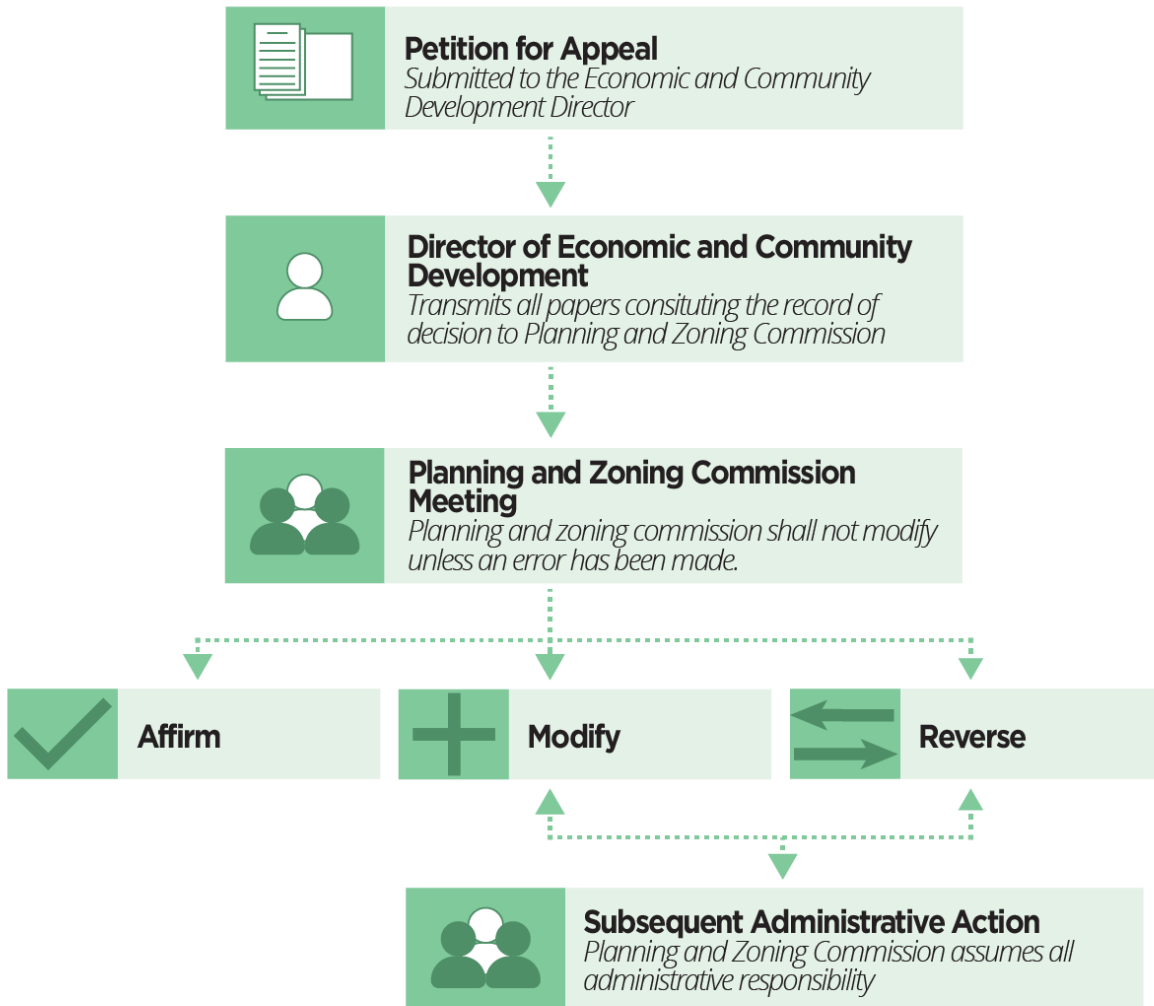 Petition for Appeal
Submitted to the Economic and Community
Development Director
Director of Economic and Community
Development
Transmits all papers consituting the record of
decision to Planning and Zoning Commission
Planning and Zoning Commission
Meeting
Planning and zoning commission shall not modify
unless an error has been made.
Affirm
Modify
Reverse
Subsequent Administrative Action
Planning and Zoning Commission assumes all
administrative responsibility